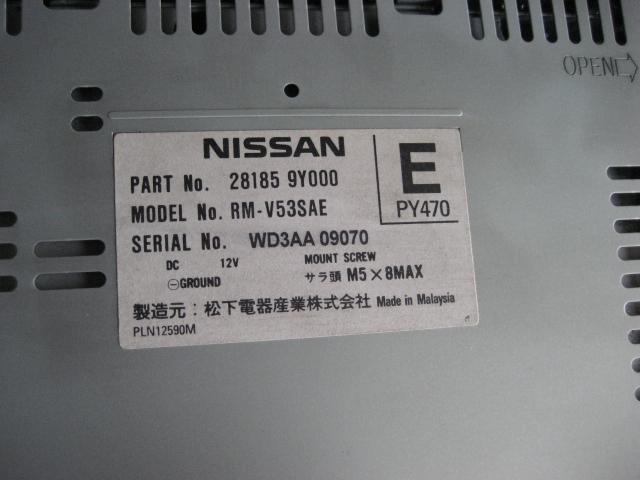 OPEN
NISSAN
E
PY470
PART No. 28185 9Y000
MODEL No. RM-V53SAE
SERIAL No. WD3AA 09070
DC 12V MOUNT SCREW
⊖GROUND サラ頭 M5×8MAX
製造元：松下電器産業株式会社 Made in Malaysia
PLN12590M